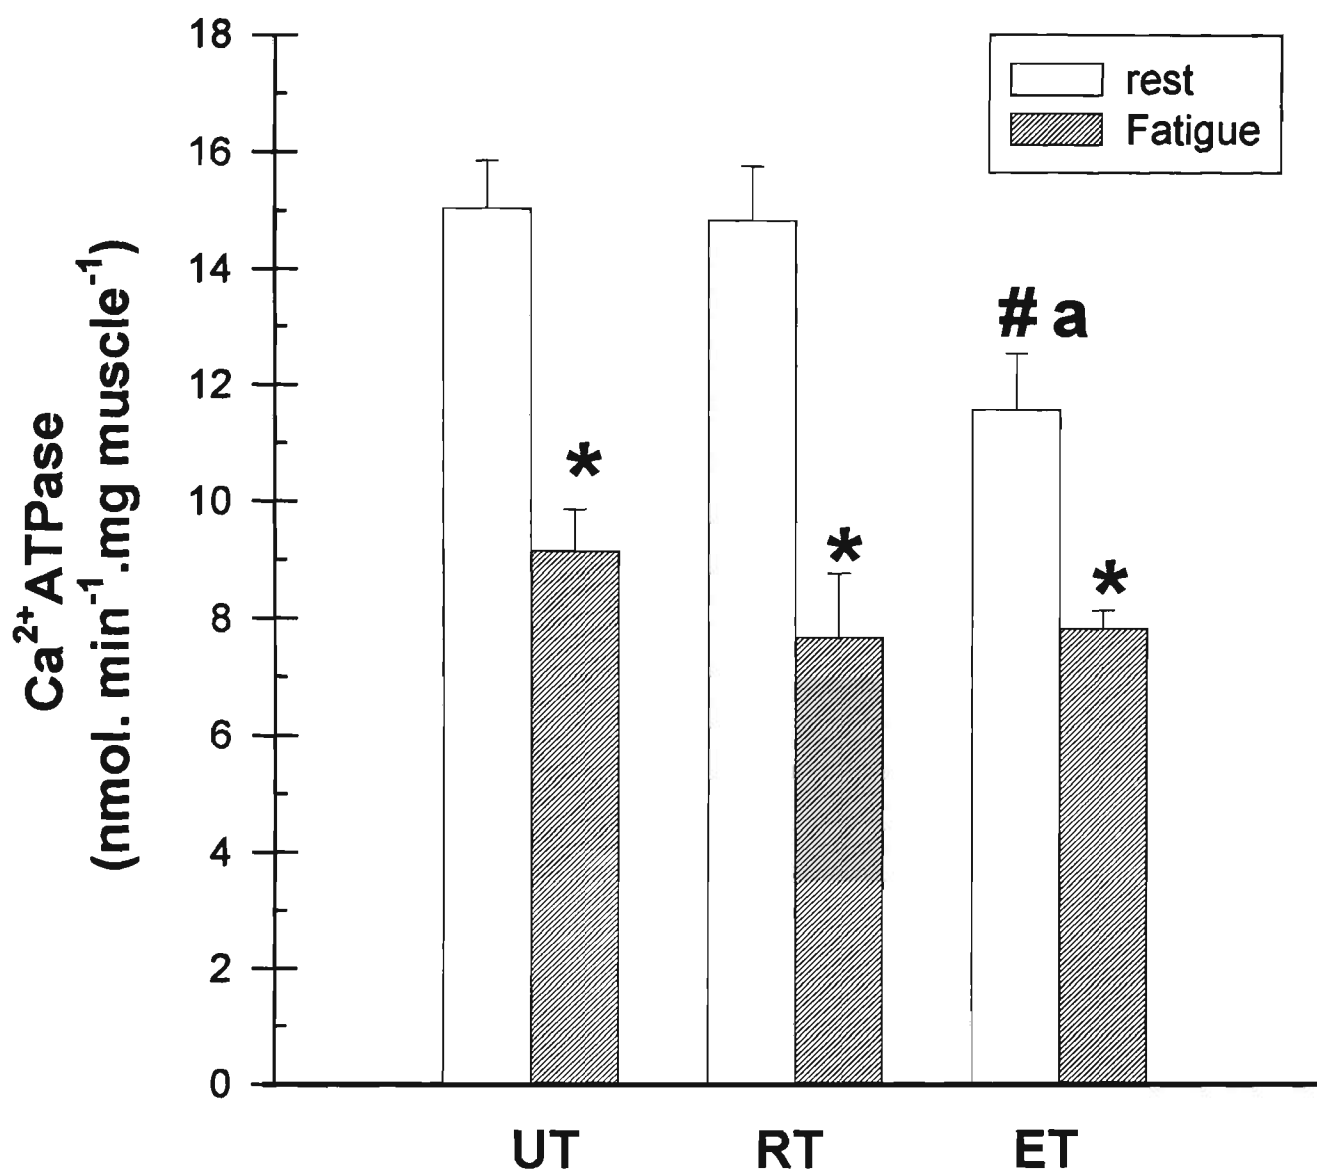 Ca²⁺ATPase
(nmol. min⁻¹.mg muscle⁻¹)
18
16
14
12
10
8
6
4
2
0
rest
Fatigue
# a
*
*
*
UT RT ET